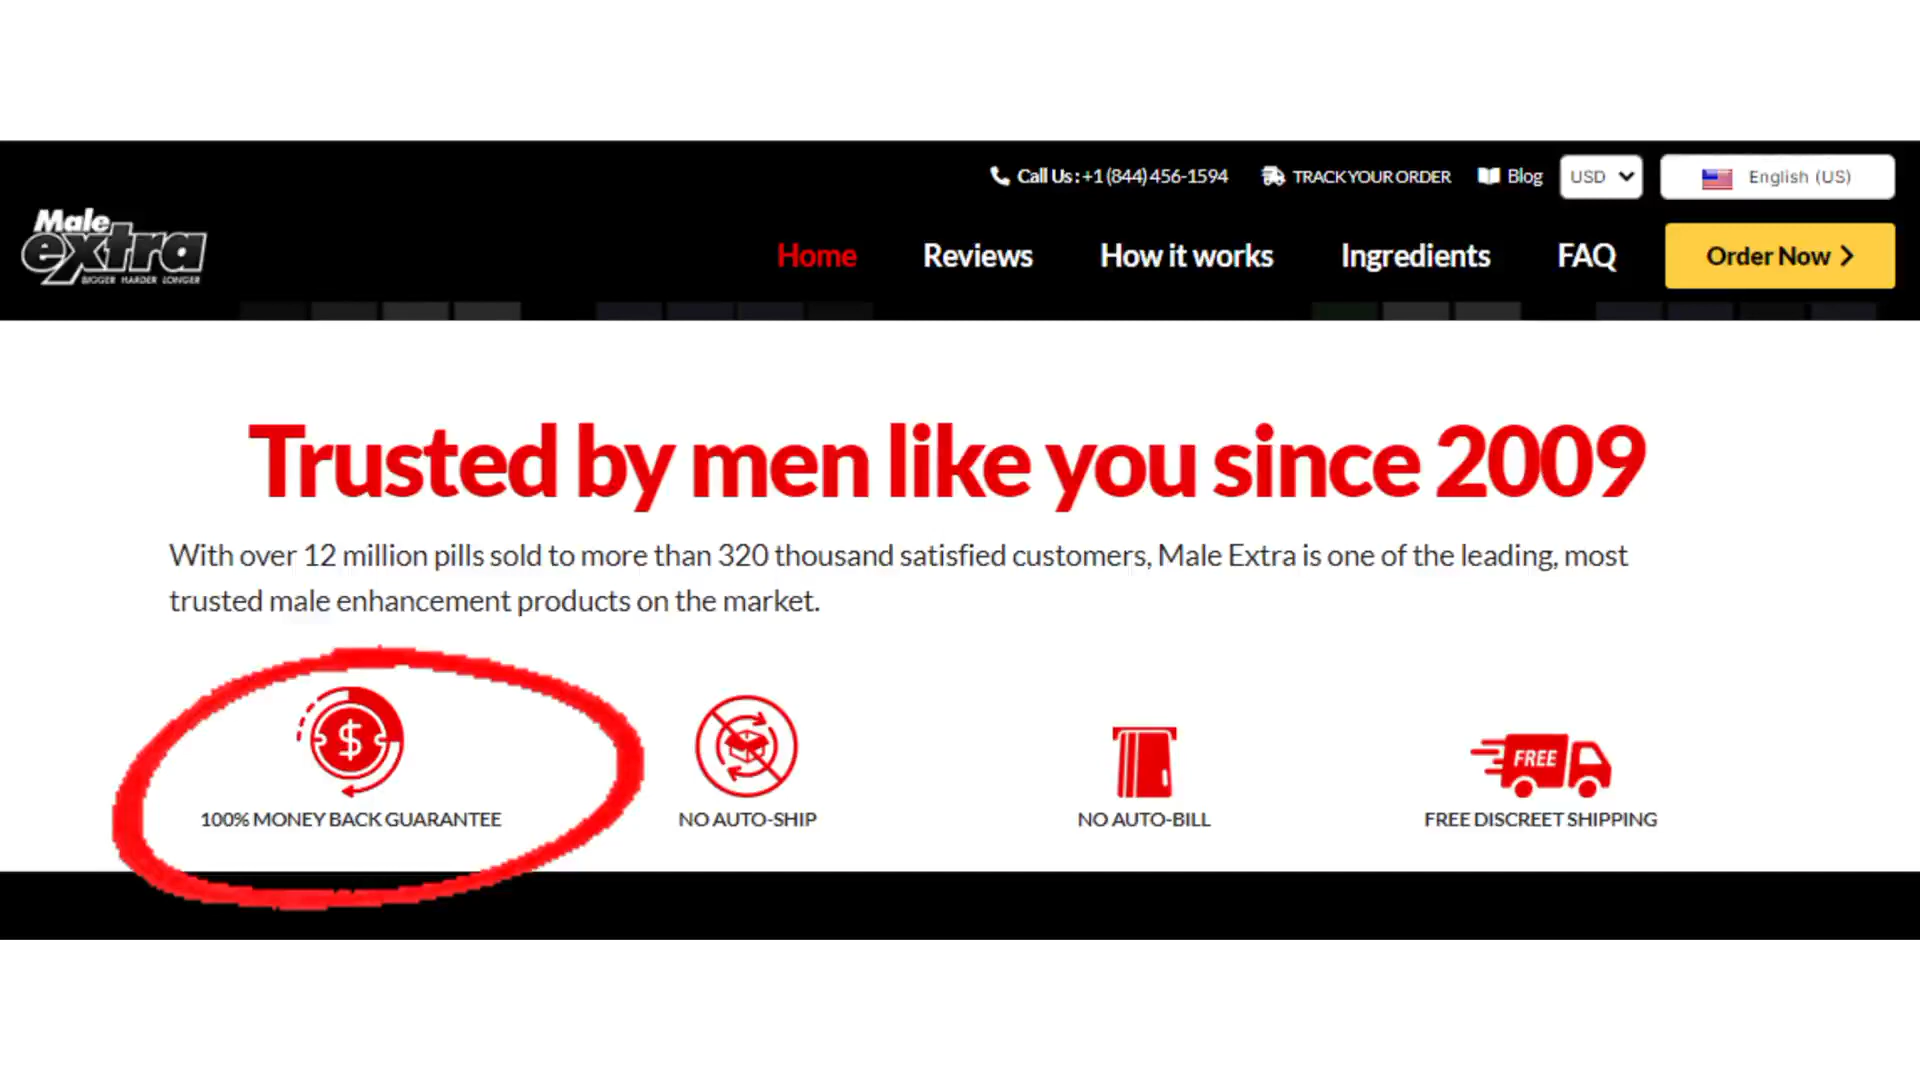 Call Us : +1 (844) 456-1594
TRACK YOUR ORDER
Blog
USD
English (US)
Male
extra
BIGGER HARDER LONGER
Home
Reviews
How it works
Ingredients
FAQ
Order Now
Trusted by men like you since 2009
With over 12 million pills sold to more than 320 thousand satisfied customers, Male Extra is one of the leading, most
trusted male enhancement products on the market.
$
FREE
100% MONEY BACK GUARANTEE
NO AUTO-SHIP
NO AUTO-BILL
FREE DISCREET SHIPPING